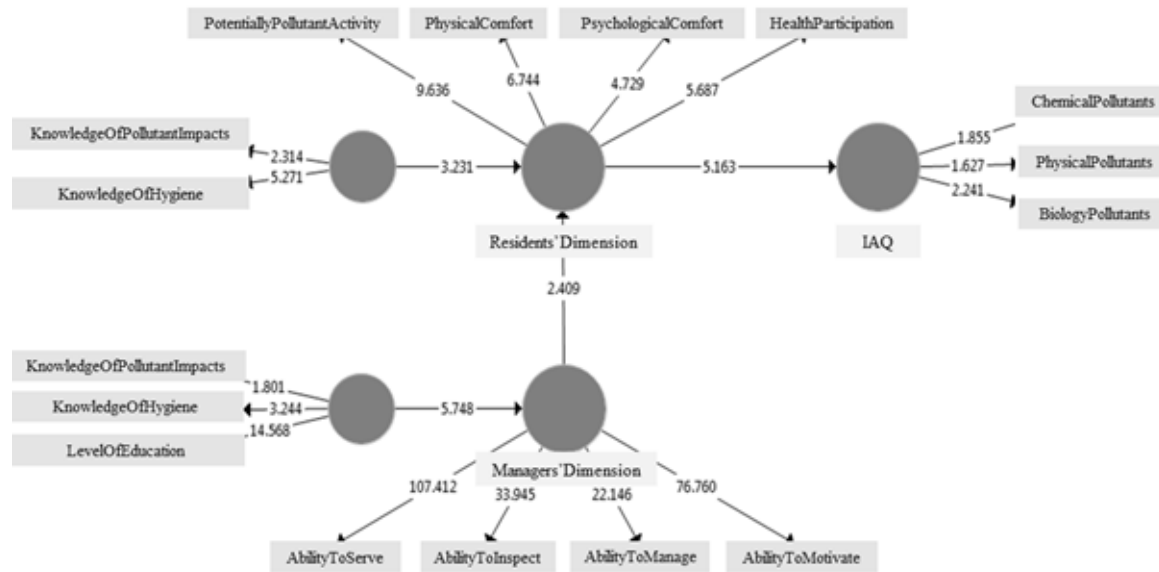 PotentiallyPollutantActivity PhysicalComfort PsychologicalComfort HealthParticipation
9.636 6.744 4.729 5.687
ChemicalPollutants
1.855
KnowledgeOfPollutantImpacts
2.314 3.231 5.163 1.627 PhysicalPollutants
5.271
KnowledgeOfHygiene
2.241
BiologyPollutants
Residents'Dimension IAQ
2.409
KnowledgeOfPollutantImpacts
1.801
KnowledgeOfHygiene 3.244 5.748
14.568
LevelOfEducation
Managers'Dimension
107.412 33.945 22.146 76.760
AbilityToServe AbilityToInspect AbilityToManage AbilityToMotivate